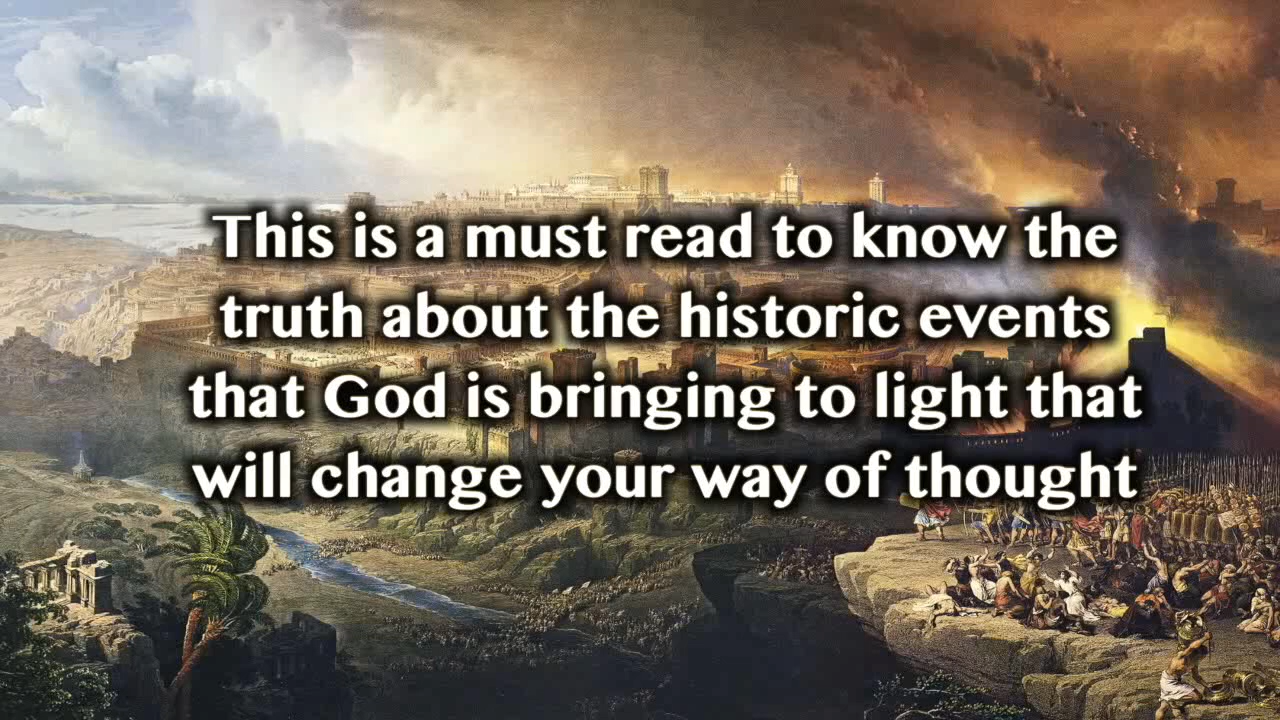 This is a must read to know the
truth about the historic events
that God is bringing to light that
will change your way of thought